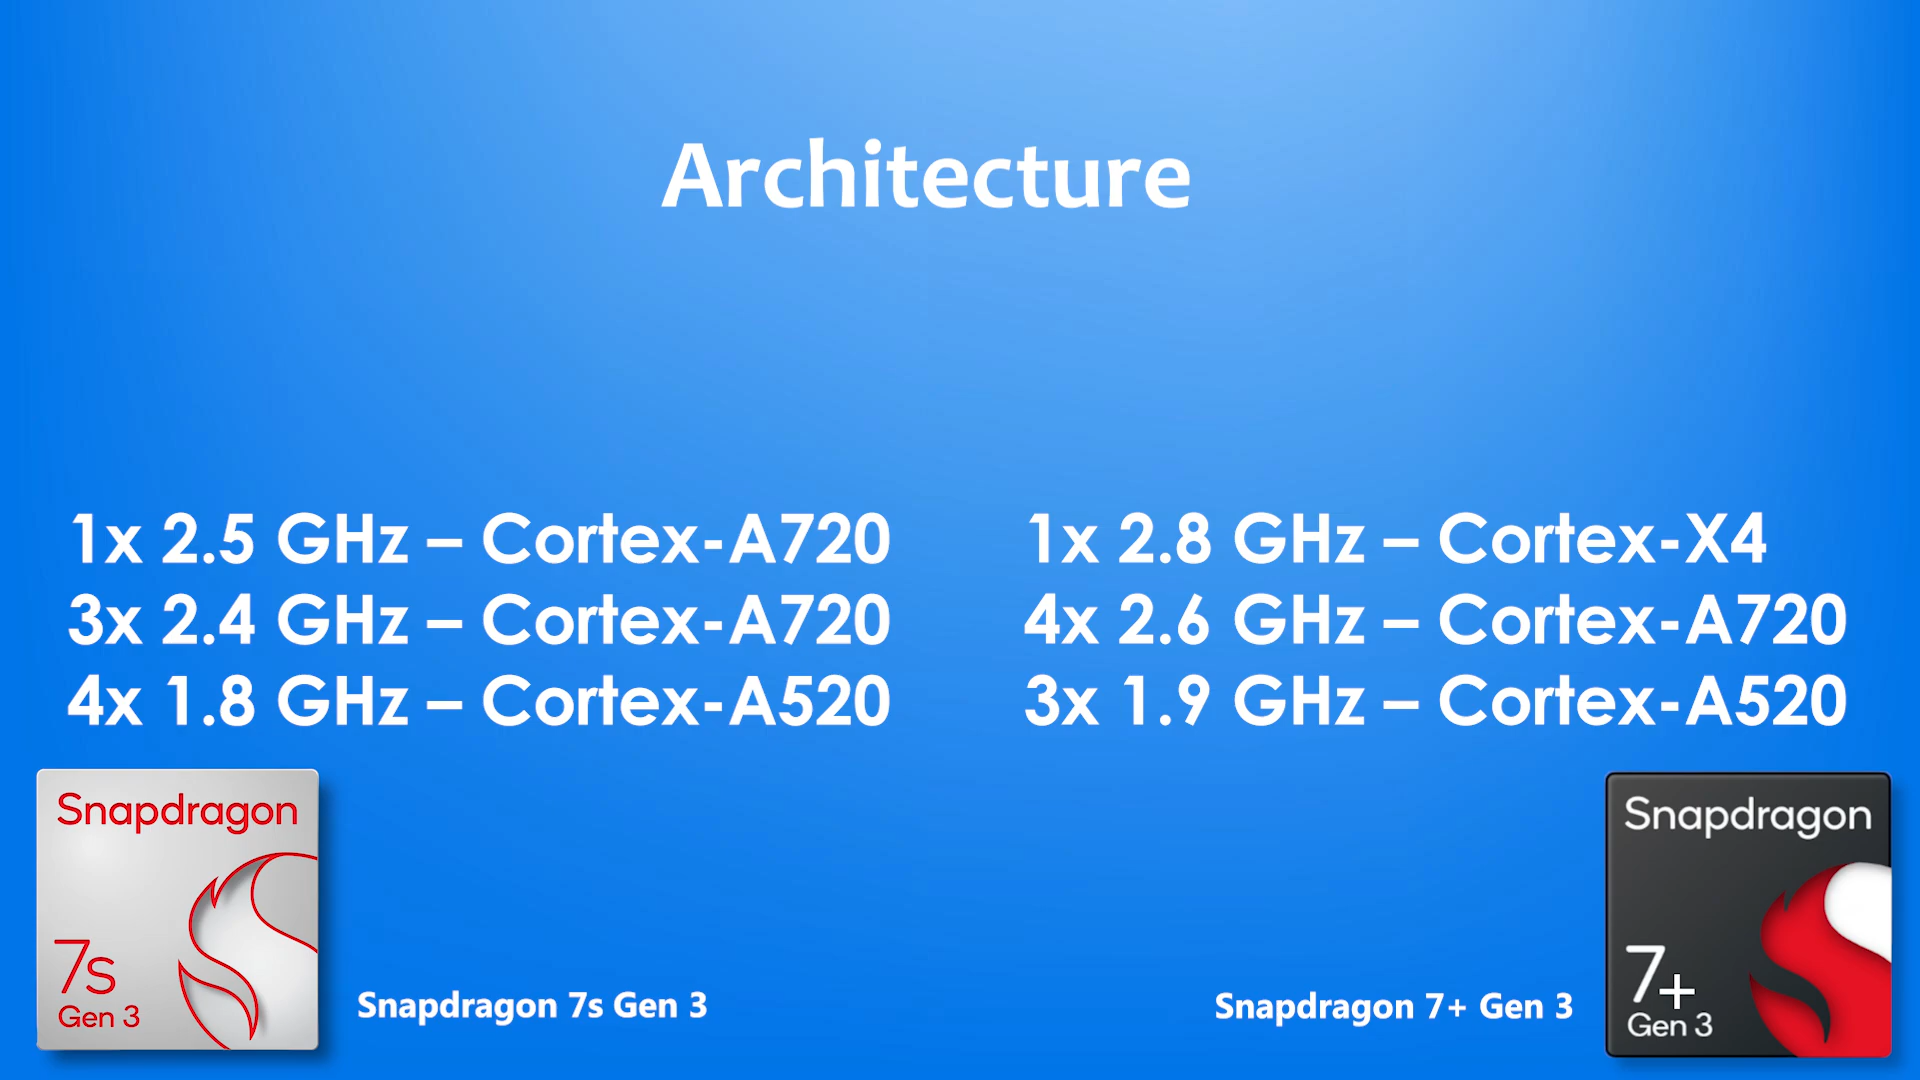 Architecture
1x 2.5 GHz – Cortex-A720
3x 2.4 GHz – Cortex-A720
4x 1.8 GHz – Cortex-A520
1x 2.8 GHz – Cortex-X4
4x 2.6 GHz – Cortex-A720
3x 1.9 GHz – Cortex-A520
Snapdragon
7s
Gen 3
Snapdragon 7s Gen 3
Snapdragon 7+ Gen 3
Snapdragon
7+
Gen 3